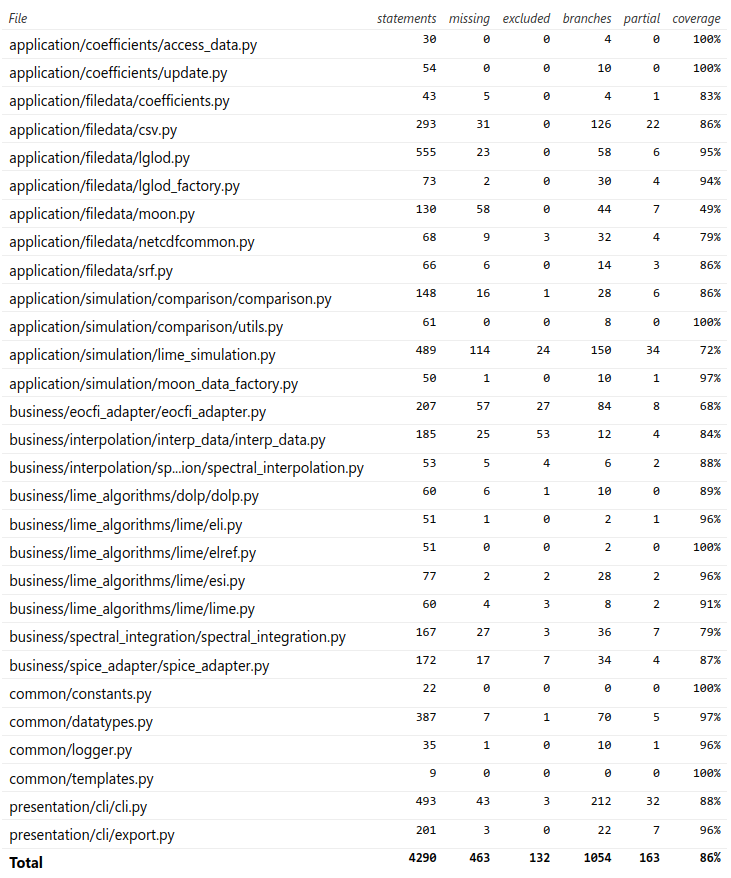 File statements missing excluded branches partial coverage
application/coefficients/access_data.py 30 0 0 4 0 100%
application/coefficients/update.py 54 0 0 10 0 100%
application/filedata/coefficients.py 43 5 0 4 1 83%
application/filedata/csv.py 293 31 0 126 22 86%
application/filedata/lglod.py 555 23 0 58 6 95%
application/filedata/lglod_factory.py 73 2 0 30 4 94%
application/filedata/moon.py 130 58 0 44 7 49%
application/filedata/netcdfcommon.py 68 9 3 32 4 79%
application/filedata/srf.py 66 6 0 14 3 86%
application/simulation/comparison/comparison.py 148 16 1 28 6 86%
application/simulation/comparison/utils.py 61 0 0 8 0 100%
application/simulation/lime_simulation.py 489 114 24 150 34 72%
application/simulation/moon_data_factory.py 50 1 0 10 1 97%
business/eocfi_adapter/eocfi_adapter.py 207 57 27 84 8 68%
business/interpolation/interp_data/interp_data.py 185 25 53 12 4 84%
business/interpolation/sp...ion/spectral_interpolation.py 53 5 4 6 2 88%
business/lime_algorithms/dolp/dolp.py 60 6 1 10 0 89%
business/lime_algorithms/lime/eli.py 51 1 0 2 1 96%
business/lime_algorithms/lime/elref.py 51 0 0 2 0 100%
business/lime_algorithms/lime/esi.py 77 2 2 28 2 96%
business/lime_algorithms/lime/lime.py 60 4 3 8 2 91%
business/spectral_integration/spectral_integration.py 167 27 3 36 7 79%
business/spice_adapter/spice_adapter.py 172 17 7 34 4 87%
common/constants.py 22 0 0 0 0 100%
common/datatypes.py 387 7 1 70 5 97%
common/logger.py 35 1 0 10 1 96%
common/templates.py 9 0 0 0 0 100%
presentation/cli/cli.py 493 43 3 212 32 88%
presentation/cli/export.py 201 3 0 22 7 96%
Total 4290 463 132 1054 163 86%